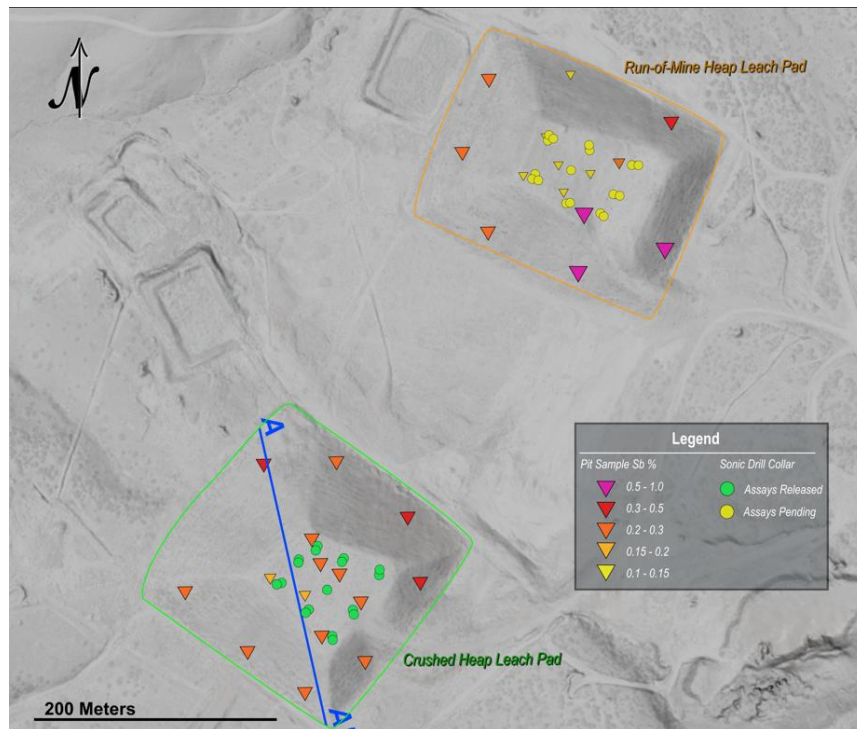 N
Run-of-Mine Heap Leach Pad
A
Legend
Pit Sample Sb %
Sonic Drill Collar
0.5 - 1.0
0.3 - 0.5
0.2 - 0.3
0.15 - 0.2
0.1 - 0.15
Assays Released
Assays Pending
Crushed Heap Leach Pad
200 Meters